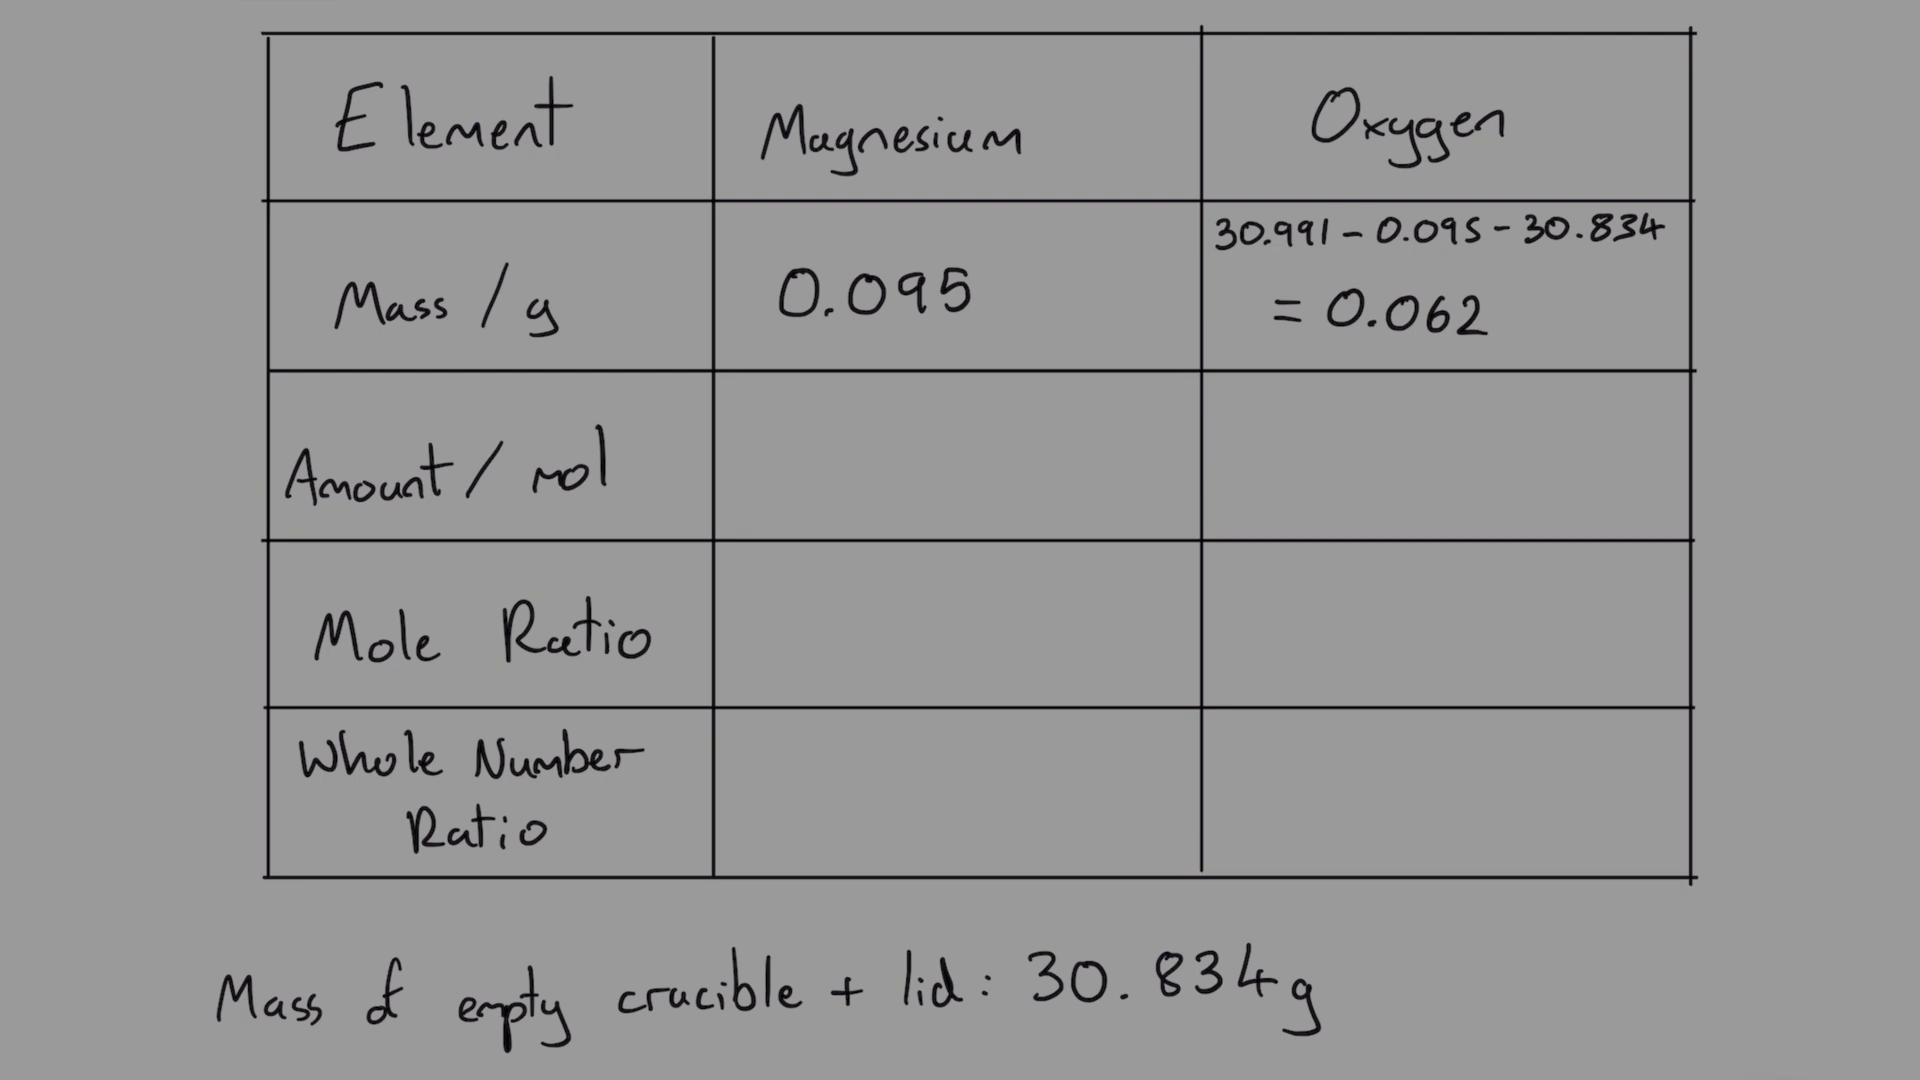 Element Magnesium Oxygen
30.991 - 0.095 - 30.834
Mass / g 0.095 = 0.062
Amount / mol
Mole Ratio
Whole Number
Ratio
Mass of empty crucible + lid: 30.834g